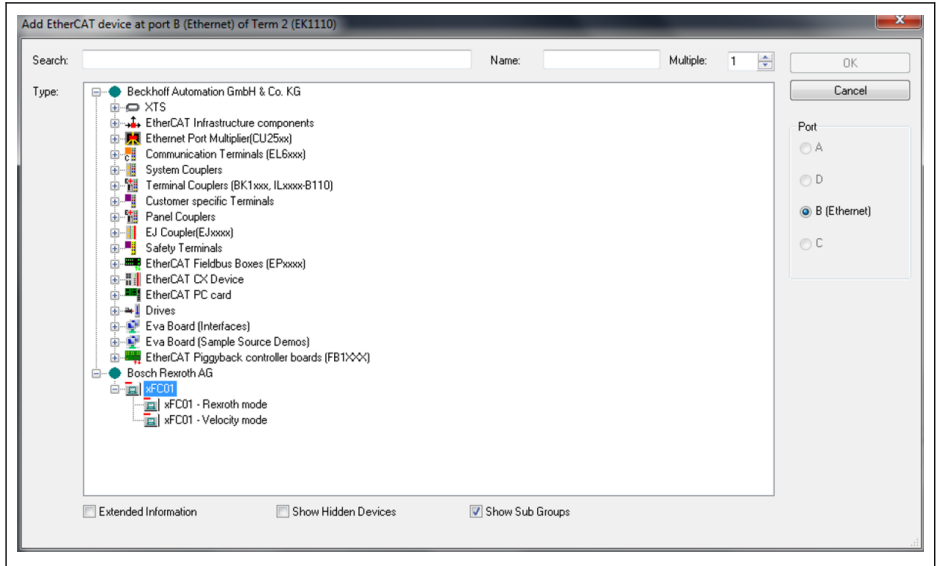 Add EtherCAT device at port B (Ethernet) of Term 2 (EK1110)
Search: Name: Multiple: 1 OK
Type: Cancel
Beckhoff Automation GmbH & Co. KG
XTS
EtherCAT Infrastructure components
Ethernet Port Multiplier(CU25xx)
Communication Terminals (EL6xxx)
System Couplers
Terminal Couplers (BK1xxx, ILxxxx-B110)
Customer specific Terminals
Panel Couplers
EJ Coupler(EJxxxx)
Safety Terminals
EtherCAT Fieldbus Boxes (EPxxxx)
EtherCAT CX Device
EtherCAT PC card
Drives
Eva Board (Interfaces)
Eva Board (Sample Source Demos)
EtherCAT Piggyback controller boards (FB1XXX)
Bosch Rexroth AG
xFC01
xFC01 - Rexroth mode
xFC01 - Velocity mode
Port
A
D
B (Ethernet)
C
Extended Information Show Hidden Devices Show Sub Groups